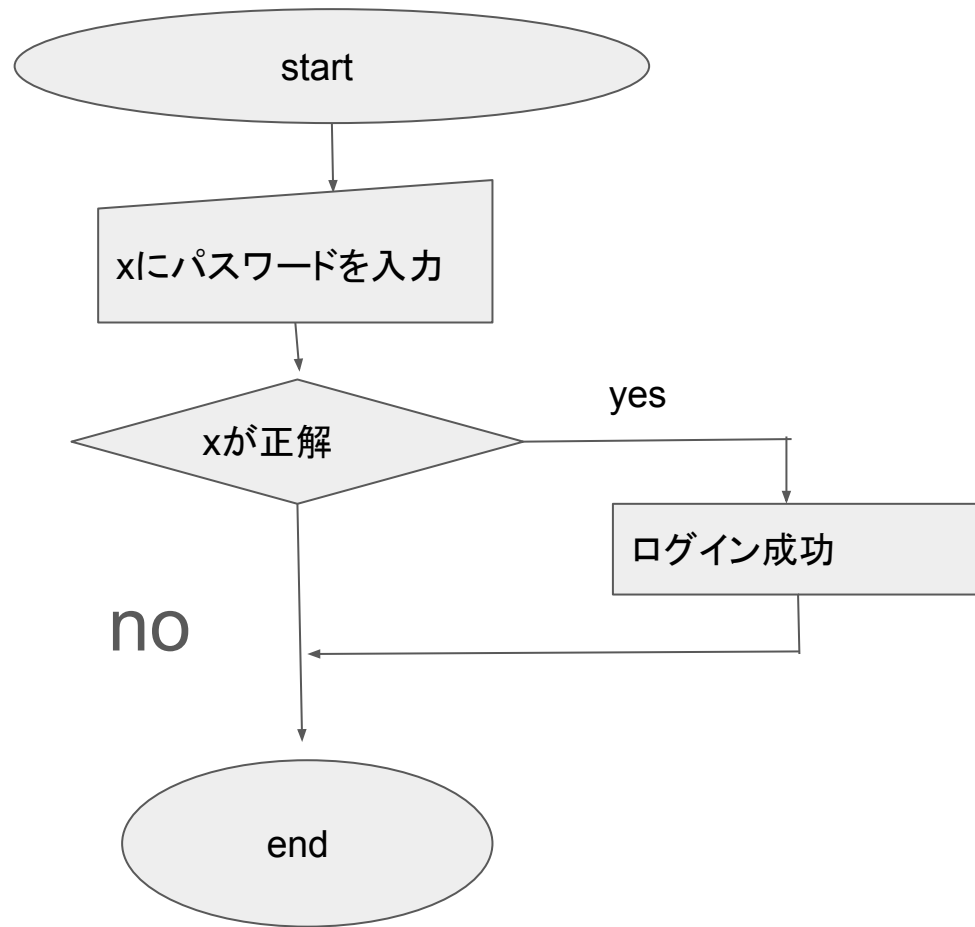 start
xにパスワードを入力
xが正解
yes
ログイン成功
no
end